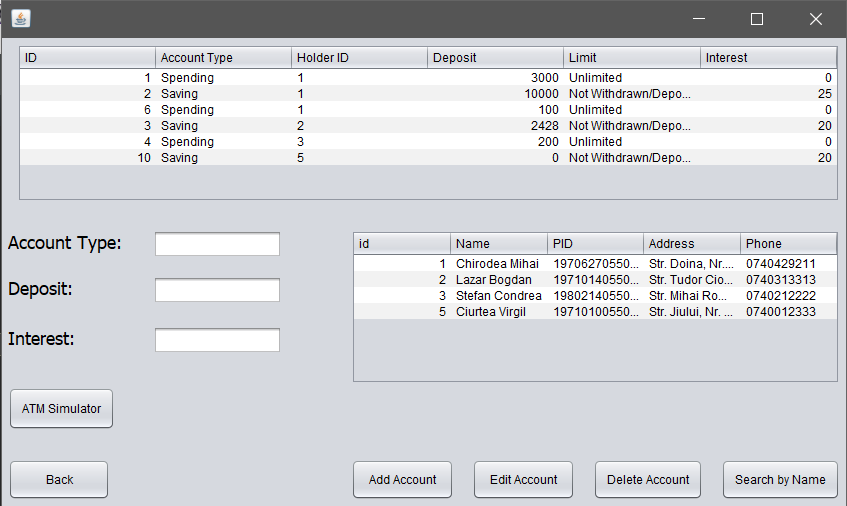 ID Account Type Holder ID Deposit Limit Interest
1 Spending 1 3000 Unlimited 0
2 Saving 1 10000 Not Withdrawn/Depo... 25
6 Spending 1 100 Unlimited 0
3 Saving 2 2428 Not Withdrawn/Depo... 20
4 Spending 3 200 Unlimited 0
10 Saving 5 0 Not Withdrawn/Depo... 20
Account Type:
Deposit:
Interest:
id Name PID Address Phone
1 Chirodea Mihai 19706270550... Str. Doina, Nr.... 0740429211
2 Lazar Bogdan 19710140550... Str. Tudor Cio... 0740313313
3 Stefan Condrea 19802140550... Str. Mihai Ro... 0740212222
5 Ciurtea Virgil 19710100550... Str. Jiului, Nr. ... 0740012333
ATM Simulator
Back Add Account Edit Account Delete Account Search by Name